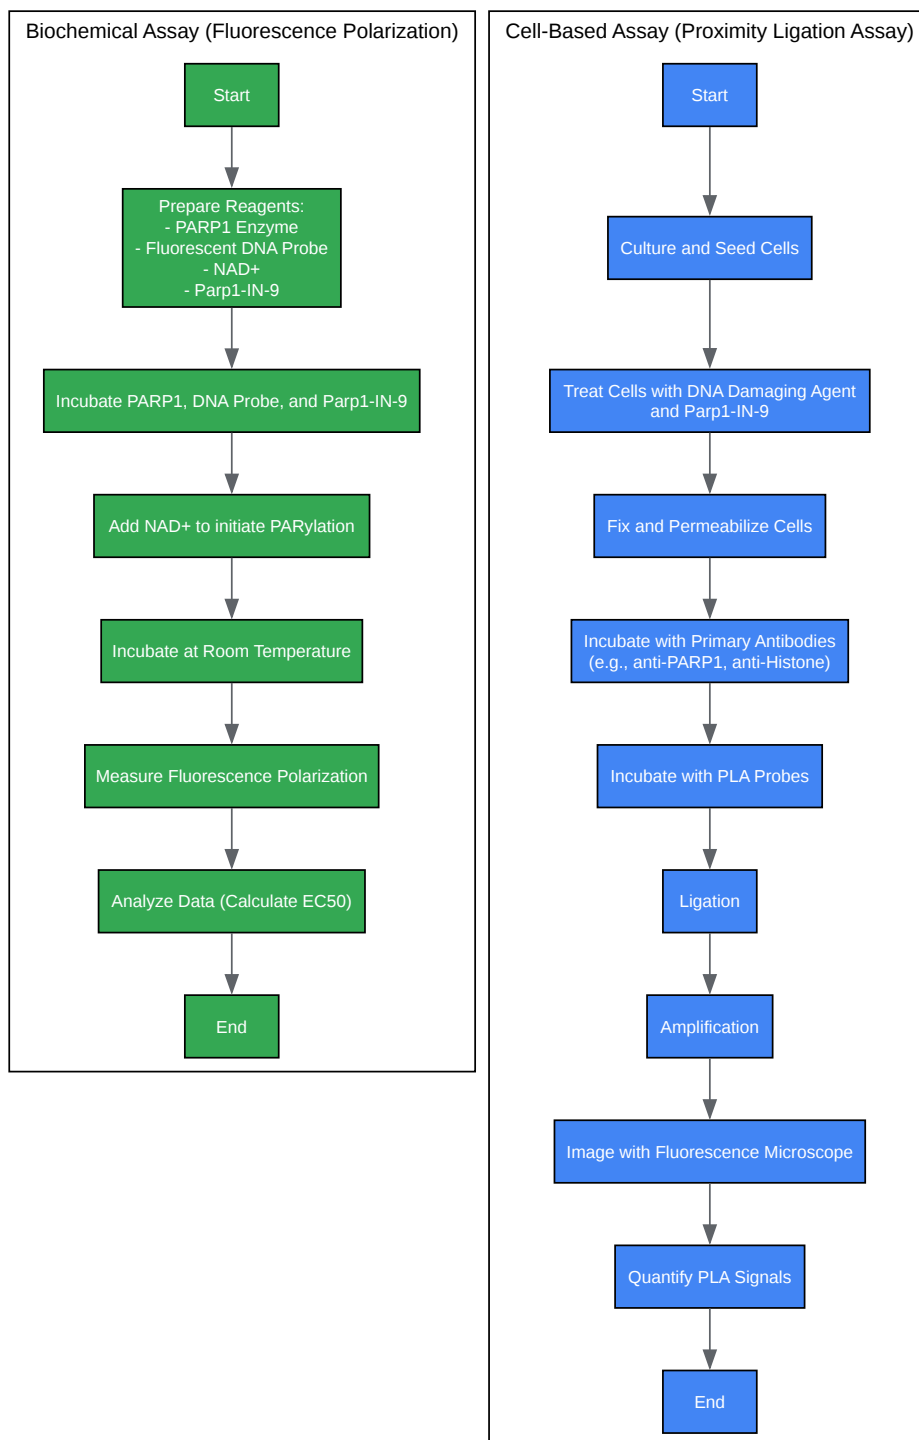 Biochemical Assay (Fluorescence Polarization)
Start
Prepare Reagents:
- PARP1 Enzyme
- Fluorescent DNA Probe
- NAD+
- Parp1-IN-9
Incubate PARP1, DNA Probe, and Parp1-IN-9
Add NAD+ to initiate PARylation
Incubate at Room Temperature
Measure Fluorescence Polarization
Analyze Data (Calculate EC50)
End
Cell-Based Assay (Proximity Ligation Assay)
Start
Culture and Seed Cells
Treat Cells with DNA Damaging Agent
and Parp1-IN-9
Fix and Permeabilize Cells
Incubate with Primary Antibodies
(e.g., anti-PARP1, anti-Histone)
Incubate with PLA Probes
Ligation
Amplification
Image with Fluorescence Microscope
Quantify PLA Signals
End